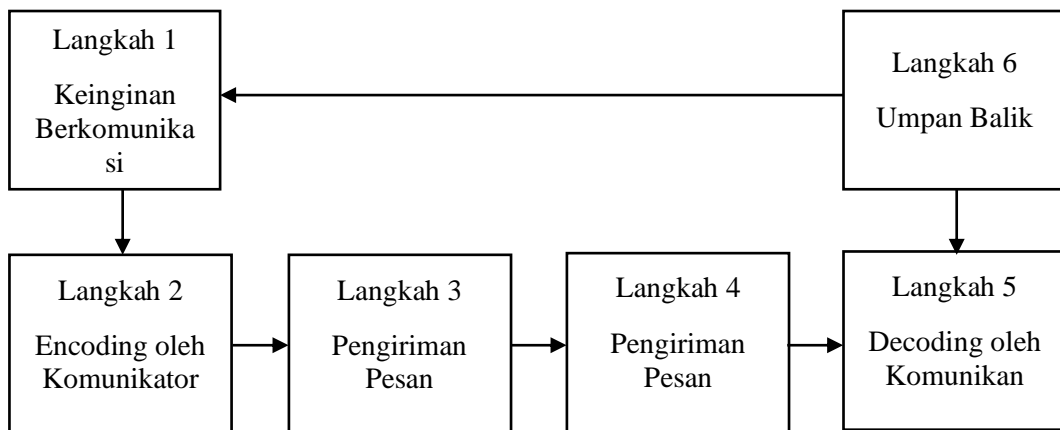 Langkah 1
Keinginan
Berkomunika
si
Langkah 6
Umpan Balik
Langkah 2
Encoding oleh
Komunikator
Langkah 3
Pengiriman
Pesan
Langkah 4
Pengiriman
Pesan
Langkah 5
Decoding oleh
Komunikan